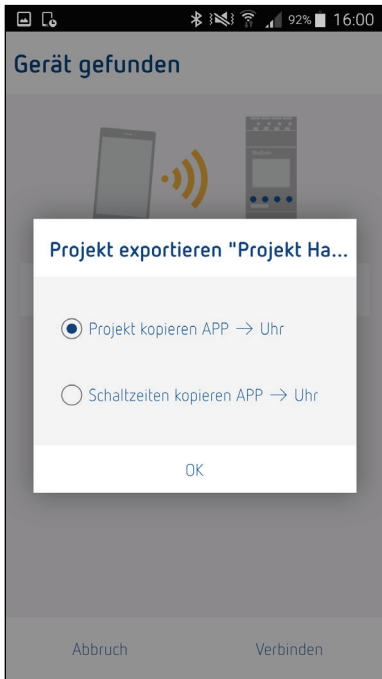 92% 16:00
Gerät gefunden
Projekt exportieren "Projekt Ha...
Projekt kopieren APP → Uhr
Schaltzeiten kopieren APP → Uhr
OK
Abbruch Verbinden